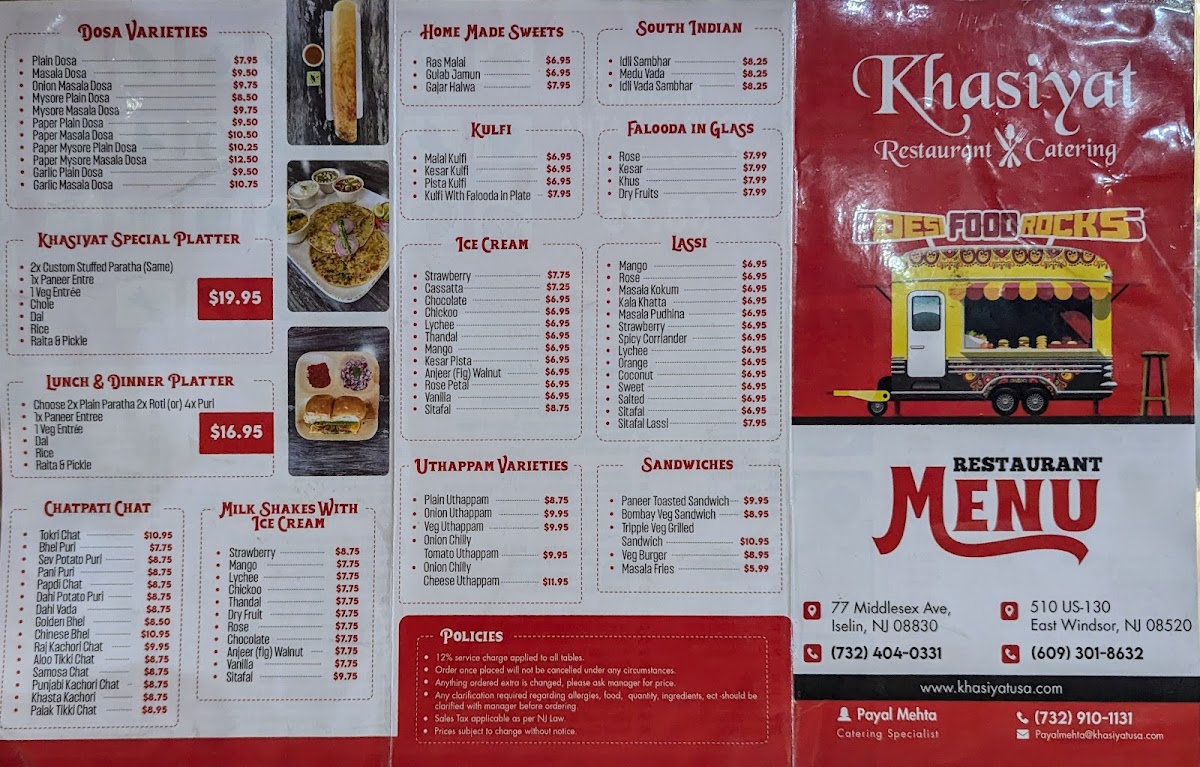 Dosa Varieties
Plain Dosa $7.95
Masala Dosa $9.50
Onion Masala Dosa $9.75
Mysore Plain Dosa $8.50
Mysore Masala Dosa $9.75
Paper Plain Dosa $9.50
Paper Masala Dosa $10.50
Paper Mysore Plain Dosa $10.25
Paper Mysore Masala Dosa $12.50
Garlic Plain Dosa $9.50
Garlic Masala Dosa $10.75
Khasiyat Special Platter
2x Custom Stuffed Paratha (Same)
1x Paneer Entre
1 Veg Entrée
Chole
Dal
Rice
Raita & Pickle
$19.95
Lunch & Dinner Platter
Choose 2x Plain Paratha 2x Roti (or) 4x Puri
1x Paneer Entree
1 Veg Entrée
Dal
Rice
Raita & Pickle
$16.95
Chatpati Chat
Tokri Chat $10.95
Bhel Puri $7.75
Sev Potato Puri $8.75
Pani Puri $8.75
Papdi Chat $8.75
Dahi Potato Puri $8.75
Dahi Vada $8.75
Golden Bhel $8.50
Chinese Bhel $10.95
Raj Kachori Chat $9.95
Aloo Tikki Chat $8.75
Samosa Chat $8.75
Punjabi Kachori Chat $8.75
Khasta Kachori $8.75
Palak Tikki Chat $8.95
Milk Shakes With
Ice Cream
Strawberry $8.75
Mango $7.75
Lychee $7.75
Chickoo $7.75
Thandai $7.75
Dry Fruit $7.75
Rose $7.75
Chocolate $7.75
Anjeer (fig) Walnut $7.75
Vanilla $7.75
Sitafal $9.75
Home Made Sweets
Ras Malai $6.95
Gulab Jamun $6.95
Gajar Halwa $7.95
Kulfi
Malai Kulfi $6.95
Kesar Kulfi $6.95
Pista Kulfi $6.95
Kulfi With Falooda In Plate $7.95
Ice Cream
Strawberry $7.75
Cassatta $7.25
Chocolate $6.95
Chickoo $6.95
Lychee $6.95
Thandai $6.95
Mango $6.95
Kesar Pista $6.95
Anjeer (Fig) Walnut $6.95
Rose Petal $6.95
Vanilla $6.95
Sitafal $8.75
Uthappam Varieties
Plain Uthappam $8.75
Onion Uthappam $9.95
Veg Uthappam $9.95
Onion Chilly
Tomato Uthappam $9.95
Onion Chilly
Cheese Uthappam $11.95
South Indian
Idli Sambhar $8.25
Medu Vada $8.25
Idli Vada Sambhar $8.25
Falooda in Glass
Rose $7.99
Kesar $7.99
Khus $7.99
Dry Fruits $7.99
Lassi
Mango $6.95
Rose $6.95
Masala Kokum $6.95
Kala Khatta $6.95
Masala Pudhina $6.95
Strawberry $6.95
Spicy Corriander $6.95
Lychee $6.95
Orange $6.95
Coconut $6.95
Sweet $6.95
Salted $6.95
Sitafal $6.95
Sitafal Lassi $7.95
Sandwiches
Paneer Toasted Sandwich $9.95
Bombay Veg Sandwich $8.95
Tripple Veg Grilled
Sandwich $10.95
Veg Burger $8.95
Masala Fries $5.99
Policies
12% service charge applied to all tables.
Order once placed will not be cancelled under any circumstances.
Anything ordered extra is changed, please ask manager for price.
Any clarification required regarding allergies, food, quantity, ingredients, ect -should be
clarified with manager before ordering
Sales Tax applicable as per NJ Law
Prices subject to change without notice.
Khasiyat
Restaurant Catering
DESI FOOD ROCKS
RESTAURANT
MENU
77 Middlesex Ave,
Iselin, NJ 08830
(732) 404-0331
510 US-130
East Windsor, NJ 08520
(609) 301-8632
www.khasiyatusa.com
Payal Mehta
Catering Specialist
(732) 910-1131
Payalmehta@khasiyatusa.com